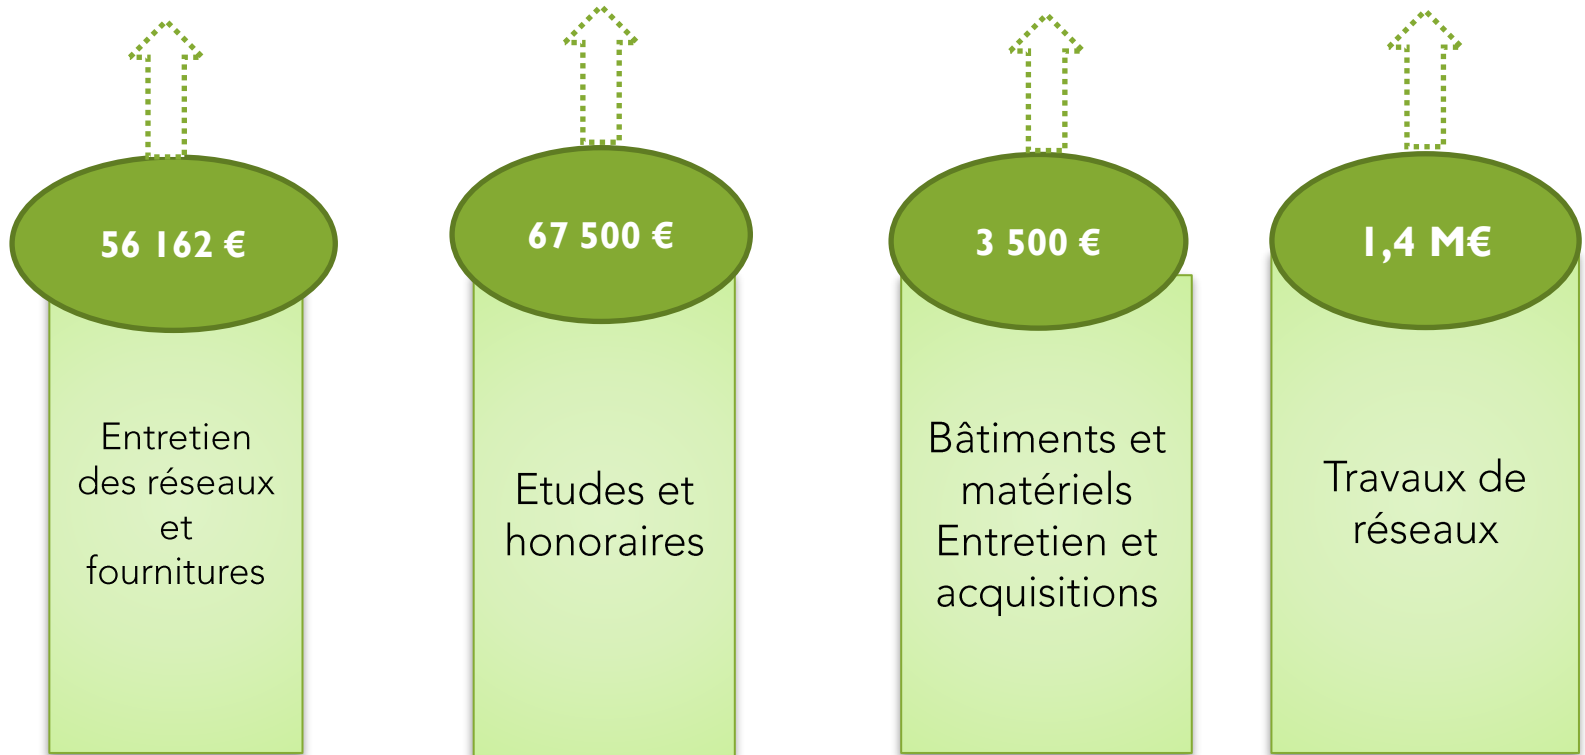 56 162 €
67 500 €
3 500 €
1,4 M€
Entretien
des réseaux
et
fournitures
Etudes et
honoraires
Bâtiments et
matériels
Entretien et
acquisitions
Travaux de
réseaux